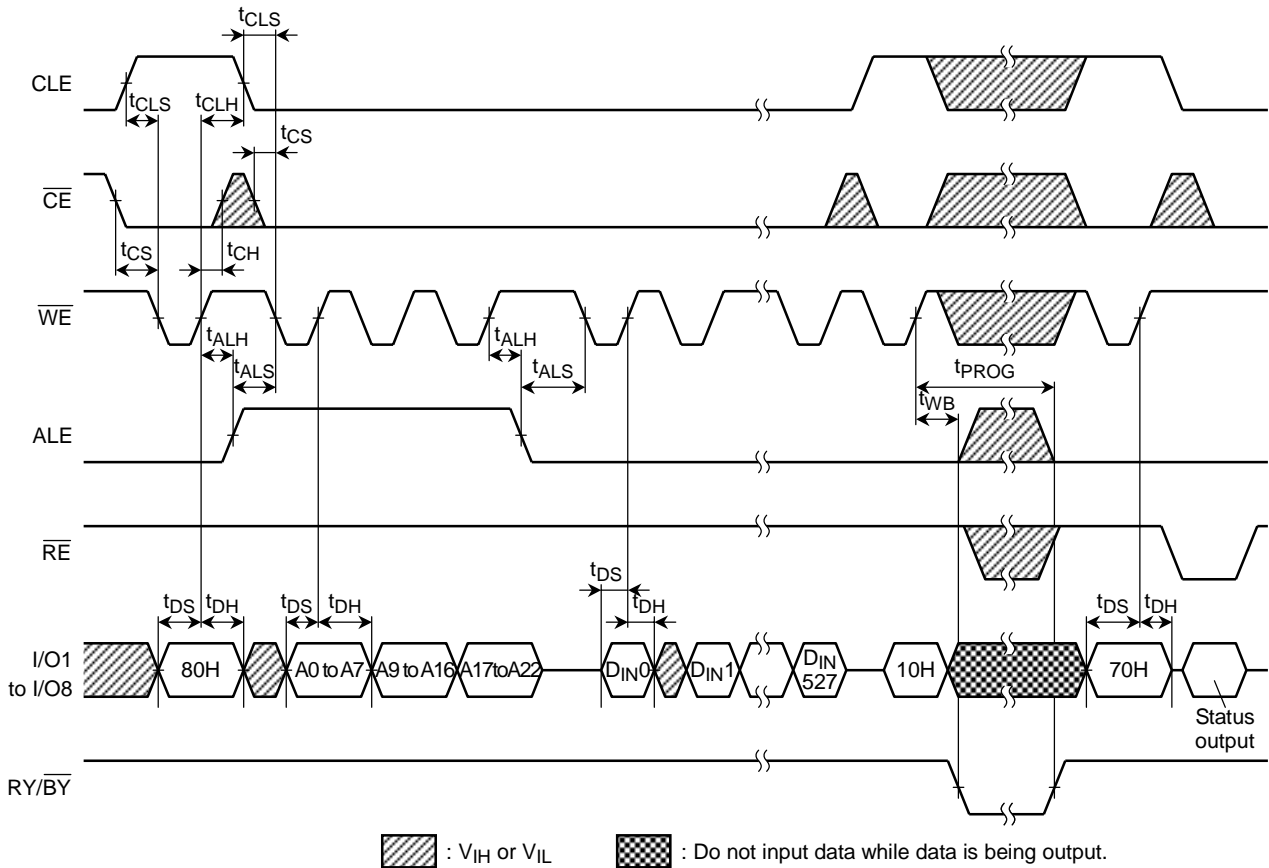 tCLS
CLE
tCLS tCLH
tCS
CE
tCS tCH
WE
tALH tALH
tALS tALS
tPROG
tWB
ALE
RE
tDS
tDS tDH tDS tDH tDH tDS tDH
I/O1
to I/O8
80H A0 to A7 A9 to A16 A17 to A22 DIN0 DIN1 DIN
527 10H 70H
Status
output
RY/BY
: VIH or VIL : Do not input data while data is being output.